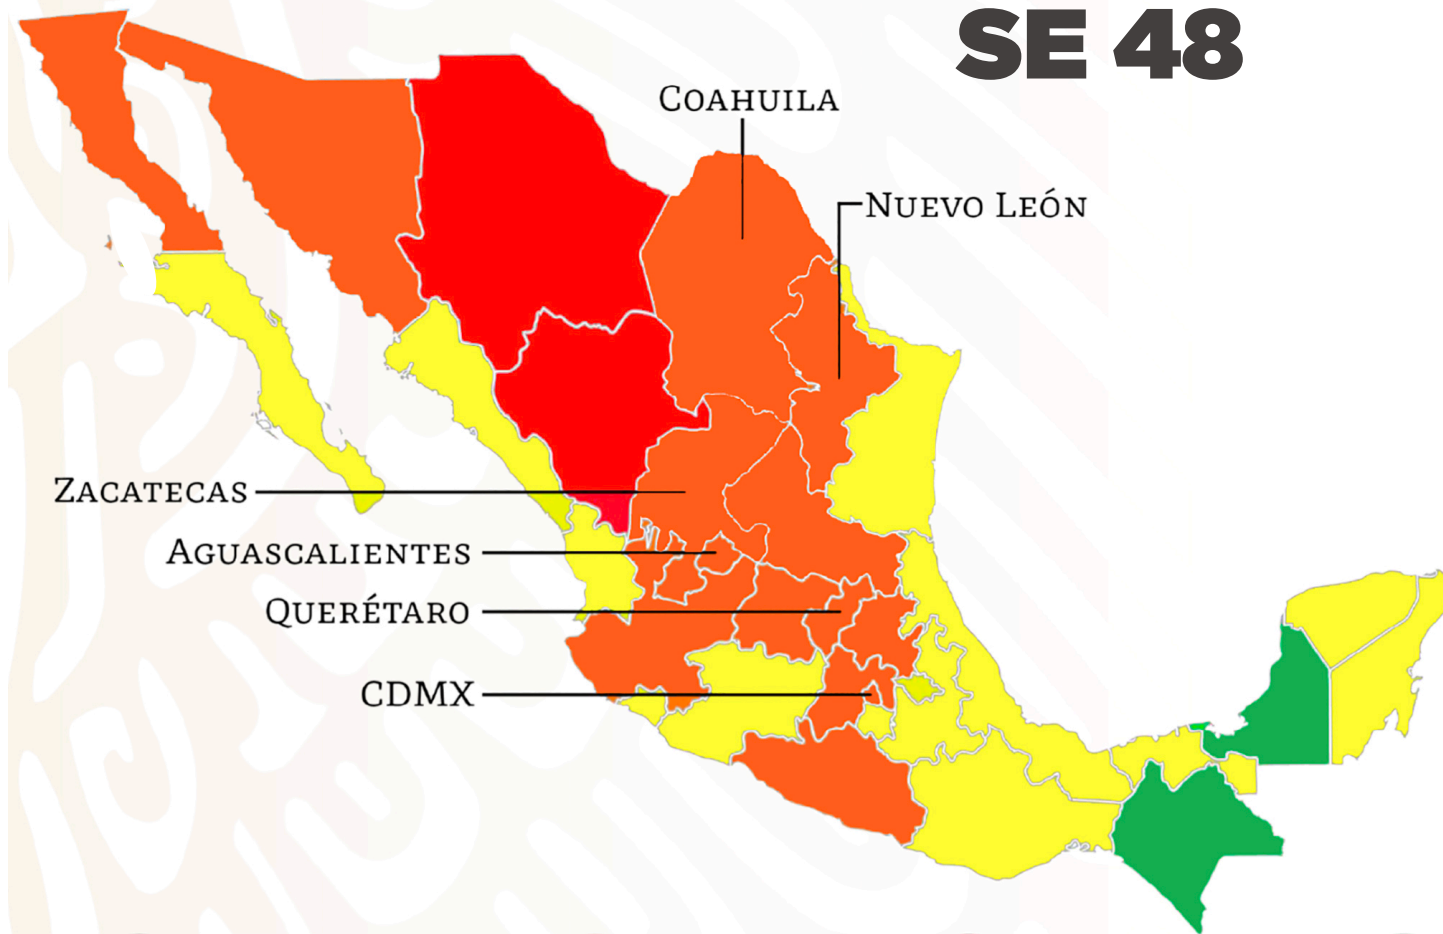 SE 48
COAHUILA
NUEVO LEÓN
ZACATECAS
AGUASCALIENTES
QUERÉTARO
CDMX